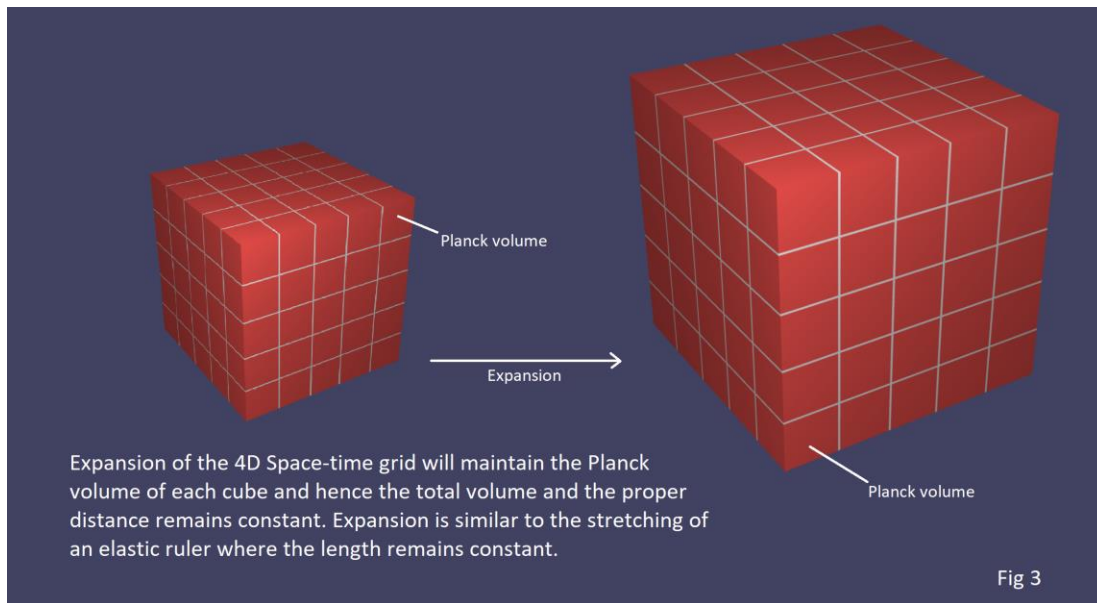 Planck volume
Expansion
Planck volume
Expansion of the 4D Space-time grid will maintain the Planck
volume of each cube and hence the total volume and the proper
distance remains constant. Expansion is similar to the stretching of
an elastic ruler where the length remains constant.
Fig 3